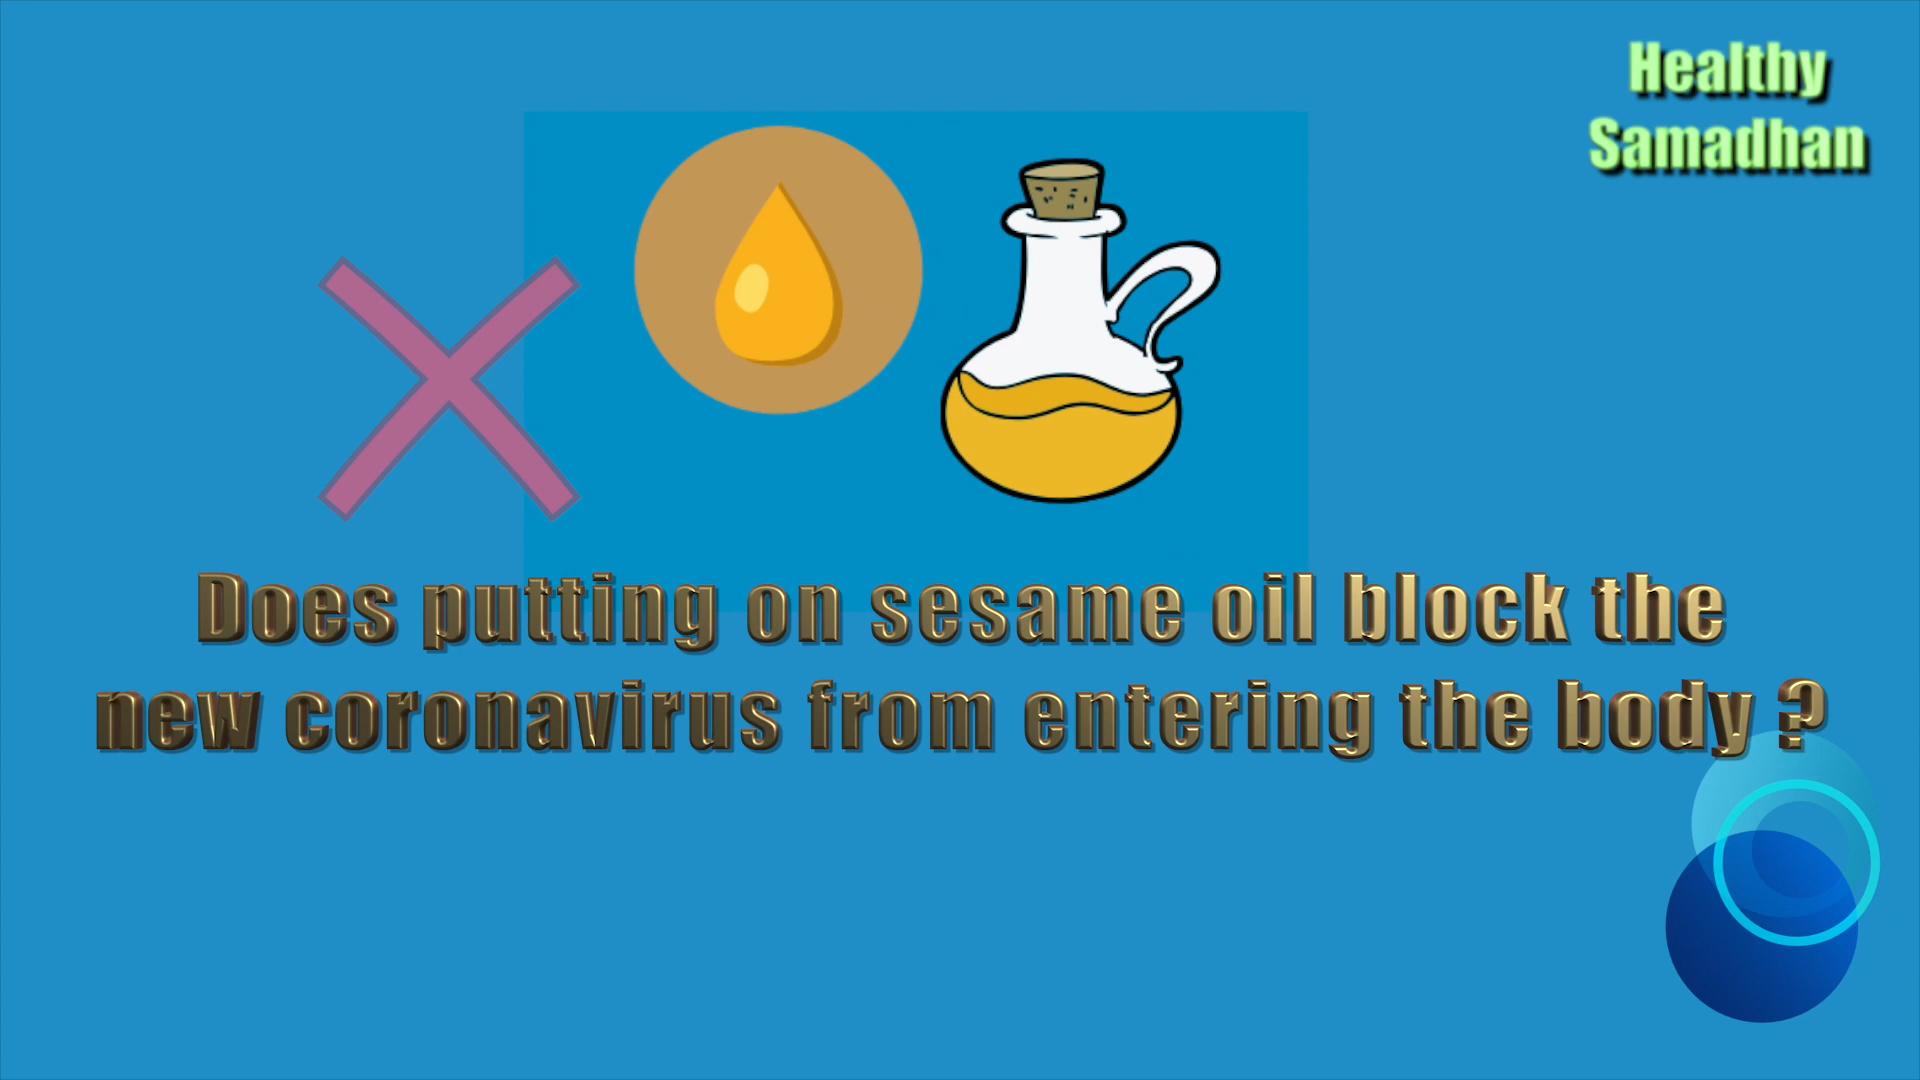 Healthy
Samadhan
Does putting on sesame oil block the
new coronavirus from entering the body ?